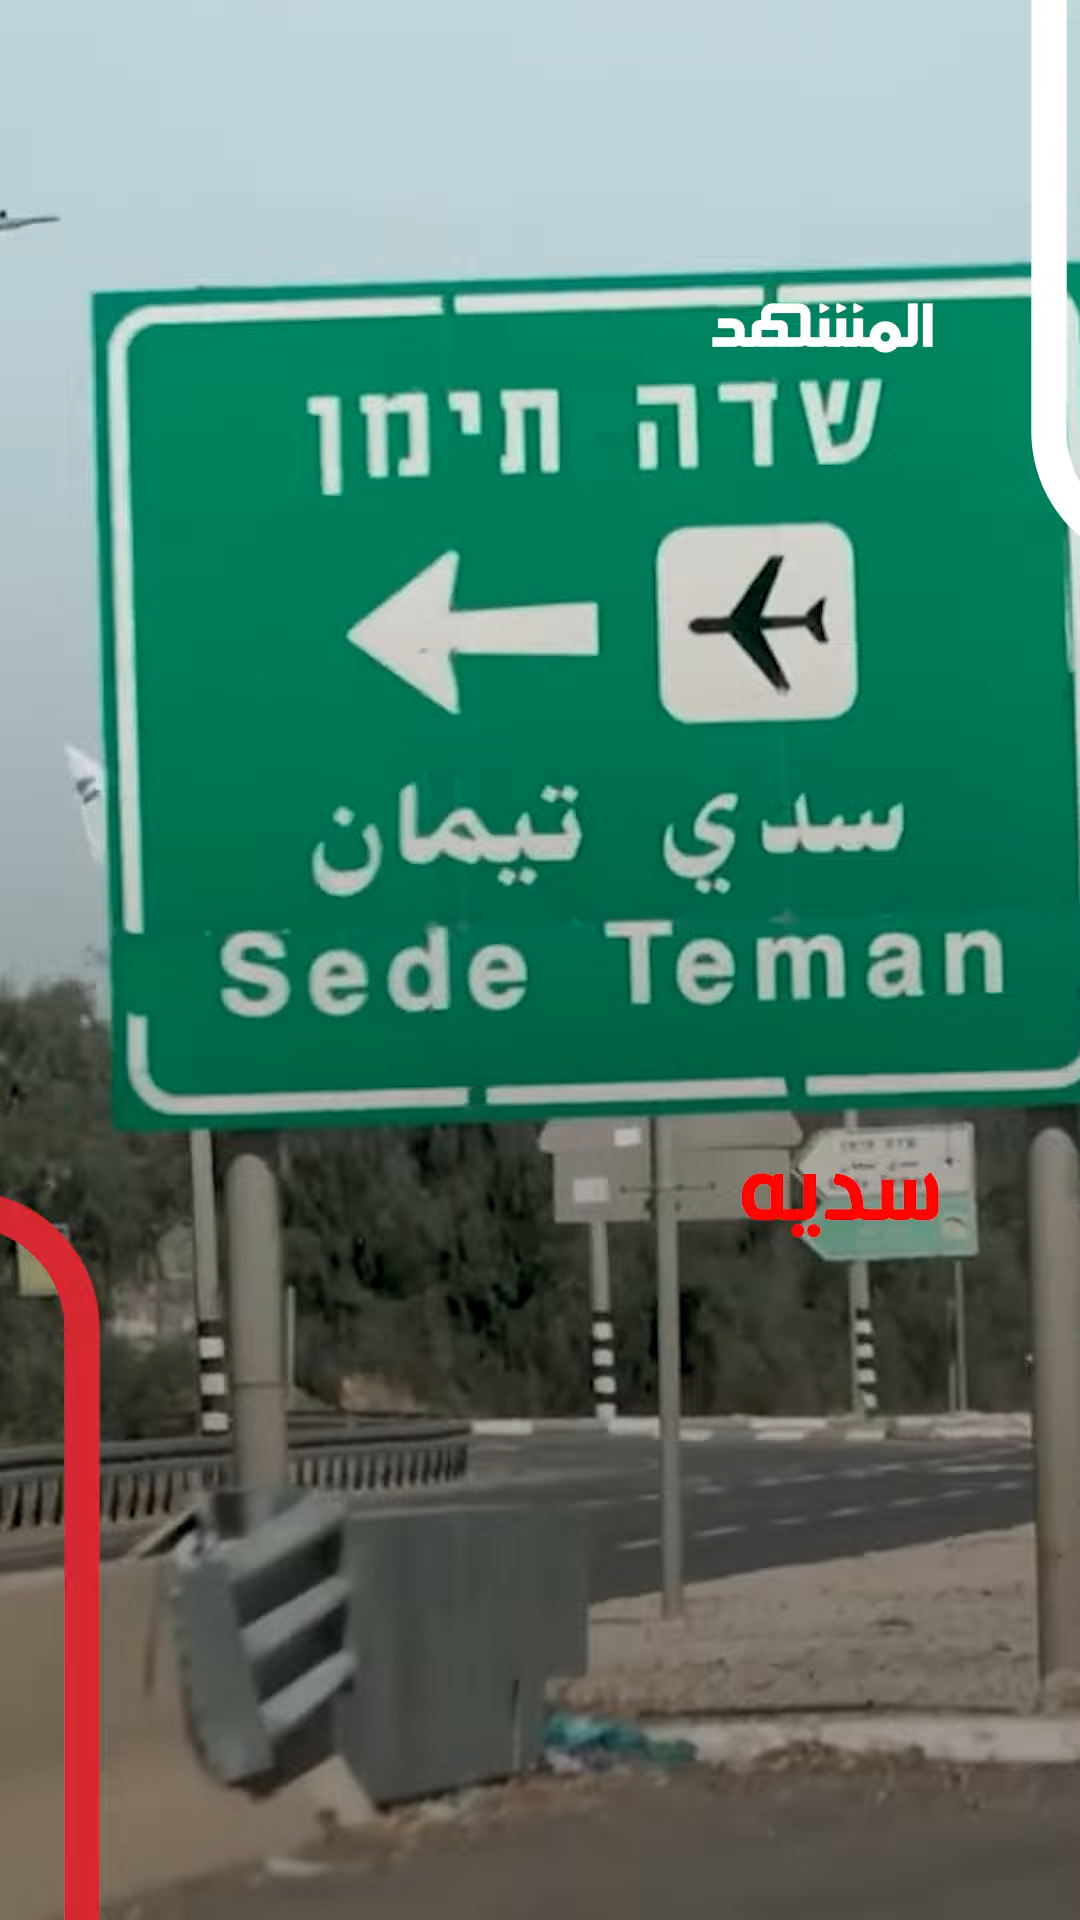 المشهد
שדה תימן
سدي تيمان
Sede Teman
سديه